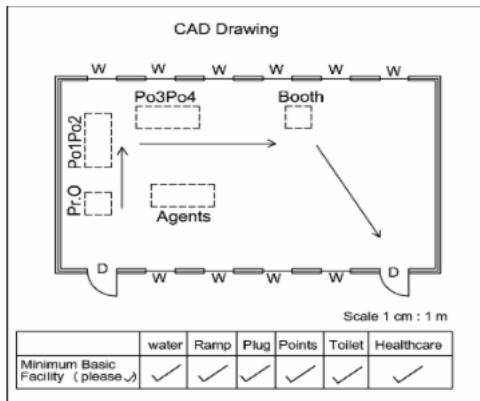 CAD Drawing
W W W W W W
Po3Po4 Booth
Po1Po2
Pr.O
Agents
D W W W W D
Scale 1 cm : 1 m
water Ramp Plug Points Toilet Healthcare
Minimum Basic
Facility ( please ✓) ✓ ✓ ✓ ✓ ✓ ✓